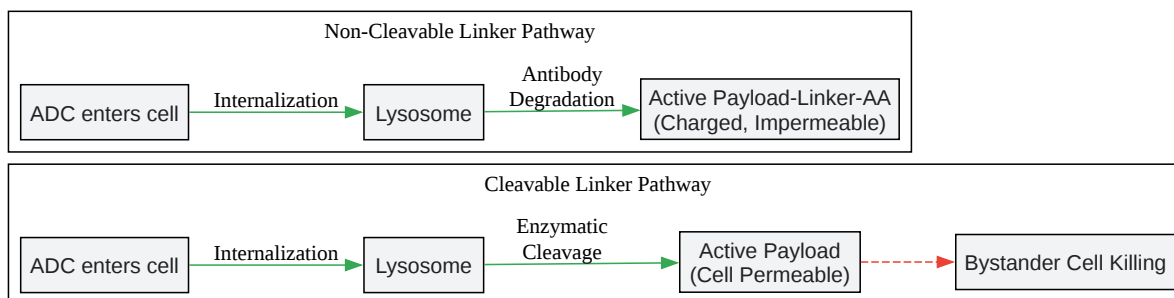 Non-Cleavable Linker Pathway
ADC enters cell
Internalization
Lysosome
Antibody
Degradation
Active Payload-Linker-AA
(Charged, Impermeable)
Cleavable Linker Pathway
ADC enters cell
Internalization
Lysosome
Enzymatic
Cleavage
Active Payload
(Cell Permeable)
Bystander Cell Killing